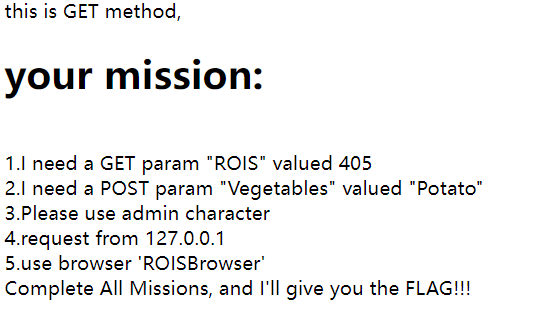 this is GET method,
your mission:
1.I need a GET param "ROIS" valued 405
2.I need a POST param "Vegetables" valued "Potato"
3.Please use admin character
4.request from 127.0.0.1
5.use browser 'ROISBrowser'
Complete All Missions, and I'll give you the FLAG!!!